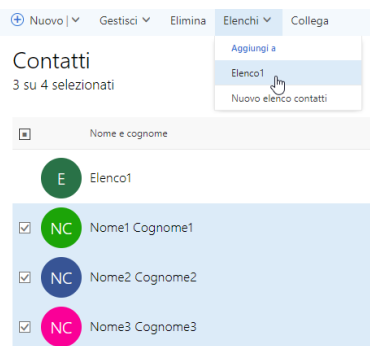 Nuovo | Gestisci Elimina Elenchi Collega
Aggiungi a
Elenco1
Nuovo elenco contatti
Contatti
3 su 4 selezionati
Nome e cognome
E Elenco1
NC Nome1 Cognome1
NC Nome2 Cognome2
NC Nome3 Cognome3